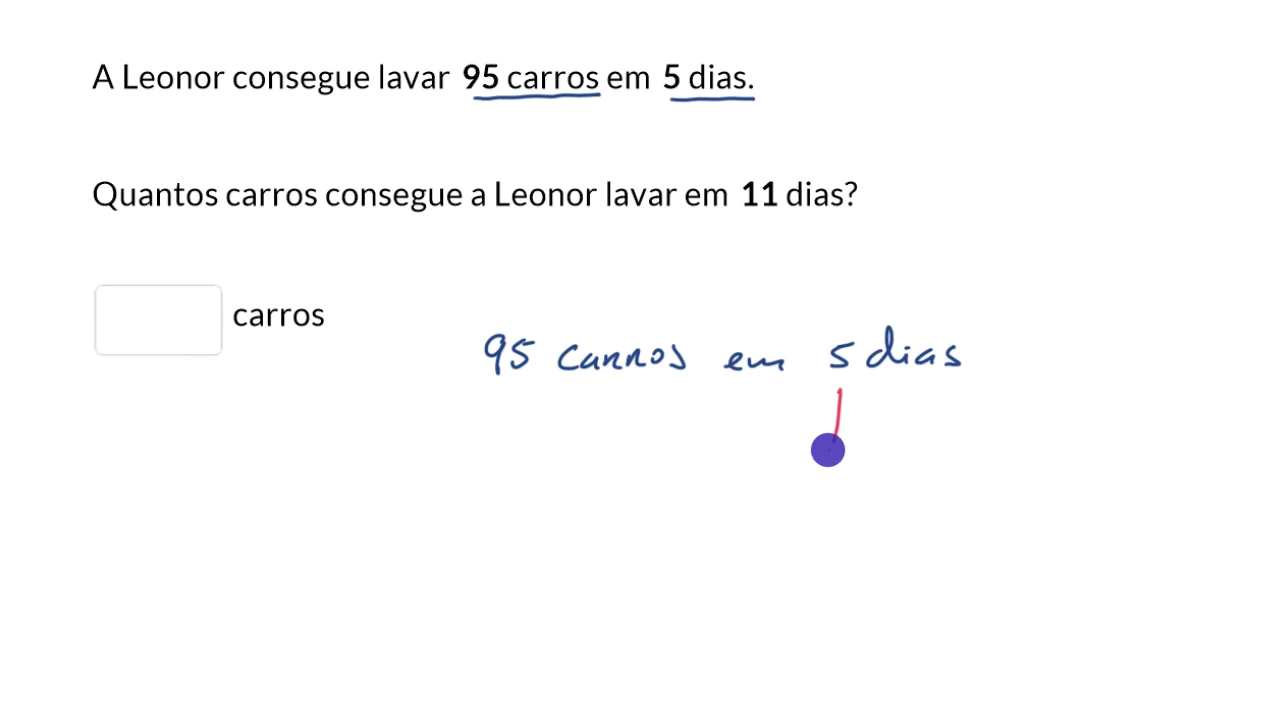 A Leonor consegue lavar 95 carros em 5 dias.
Quantos carros consegue a Leonor lavar em 11 dias?
carros
95 carros em 5 dias